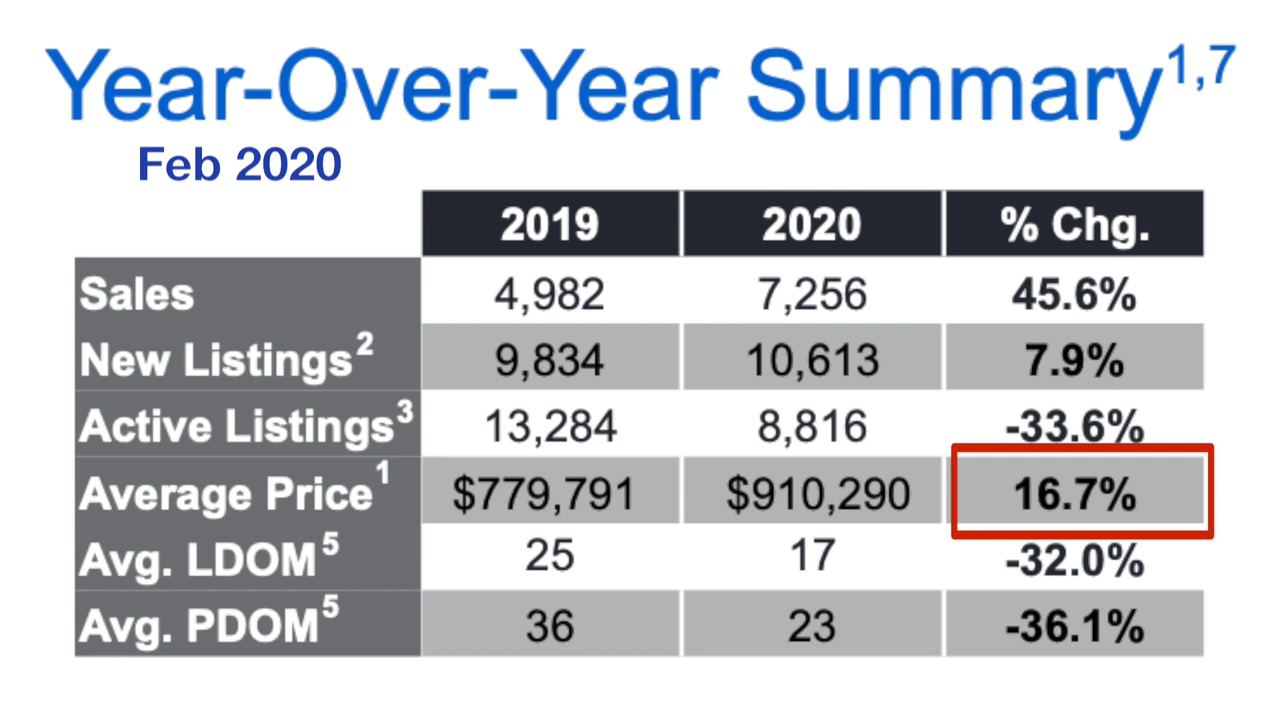 Year-Over-Year Summary1,7
Feb 2020
2019 2020 % Chg.
Sales 4,982 7,256 45.6%
New Listings2 9,834 10,613 7.9%
Active Listings3 13,284 8,816 -33.6%
Average Price1 $779,791 $910,290 16.7%
Avg. LDOM5 25 17 -32.0%
Avg. PDOM5 36 23 -36.1%